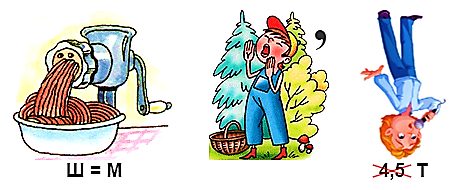 ,
Ш = М
4,5 Т